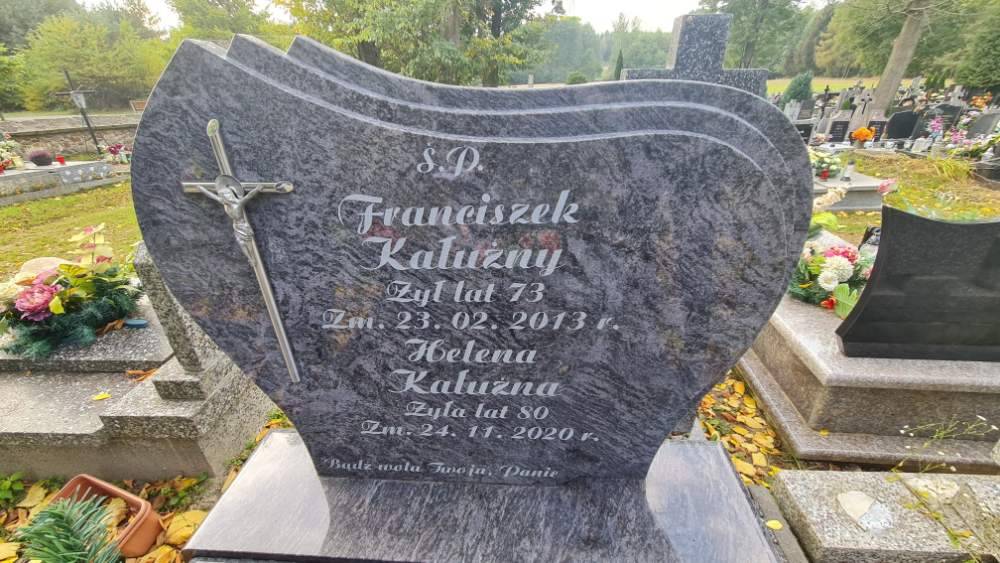 Ś.P.
Franciszek
Kałużny
Żył lat 73
Zm. 23. 02. 2013 r.
Helena
Kałużna
Żyła lat 80
Zm. 24. 11. 2020 r.
Bądź wola Twoja, Panie